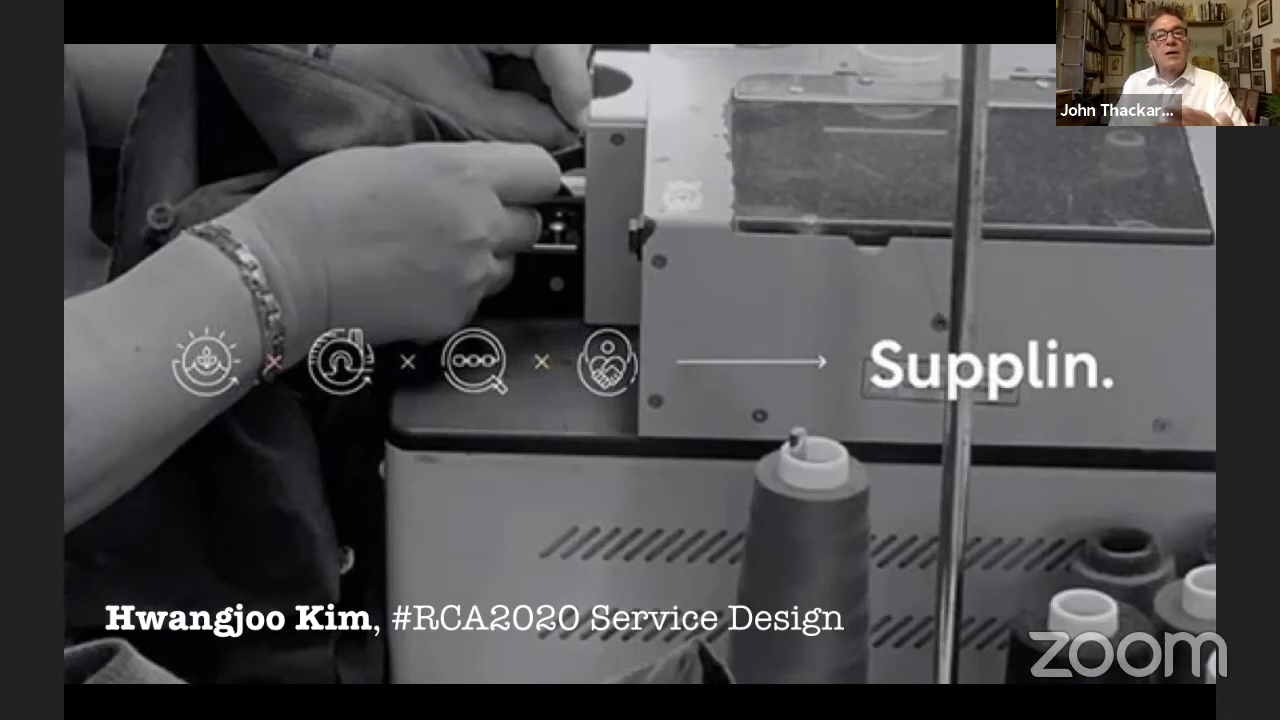 John Thackar...
Supplin.
Hwangjoo Kim, #RCA2020 Service Design
zoom